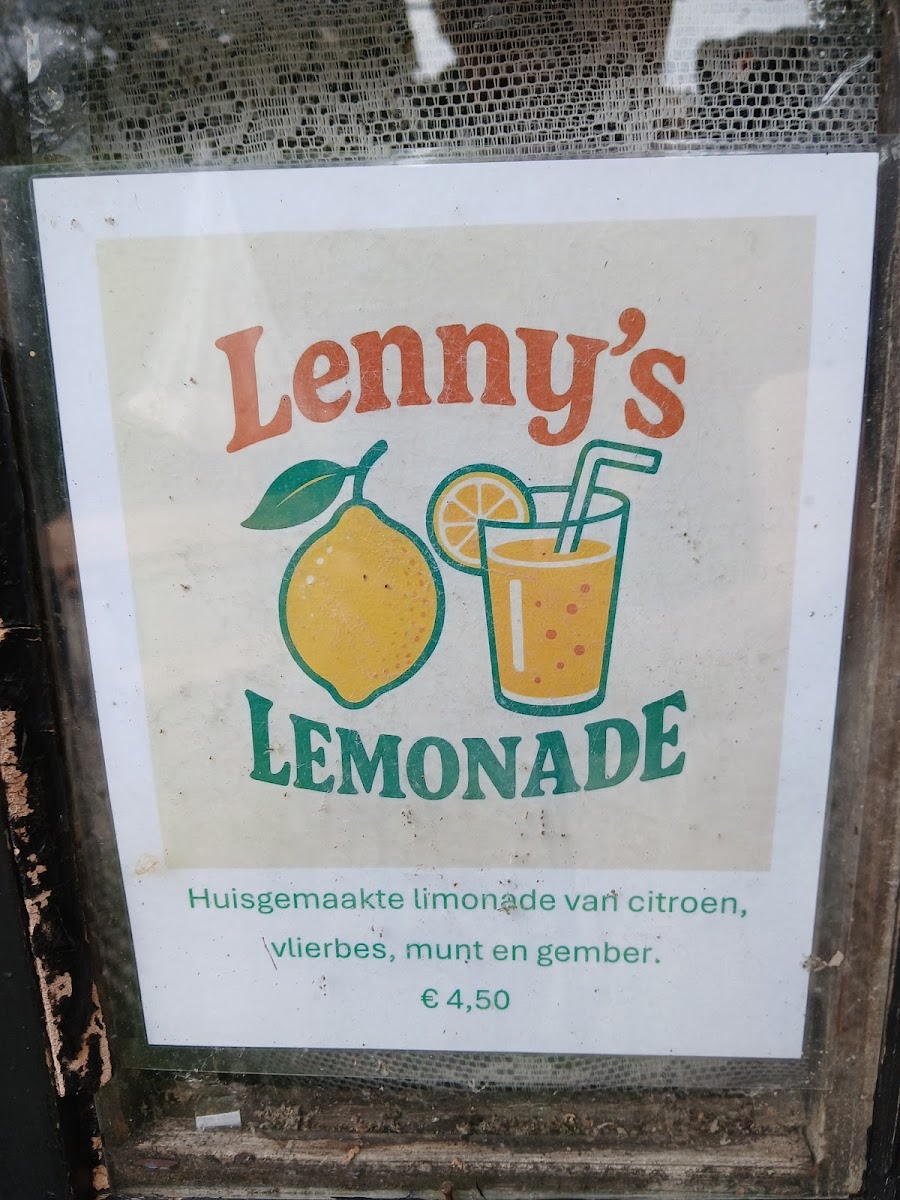 Lenny's
LEMONADE
Huisgemaakte limonade van citroen,
vlierbes, munt en gember.
€ 4,50